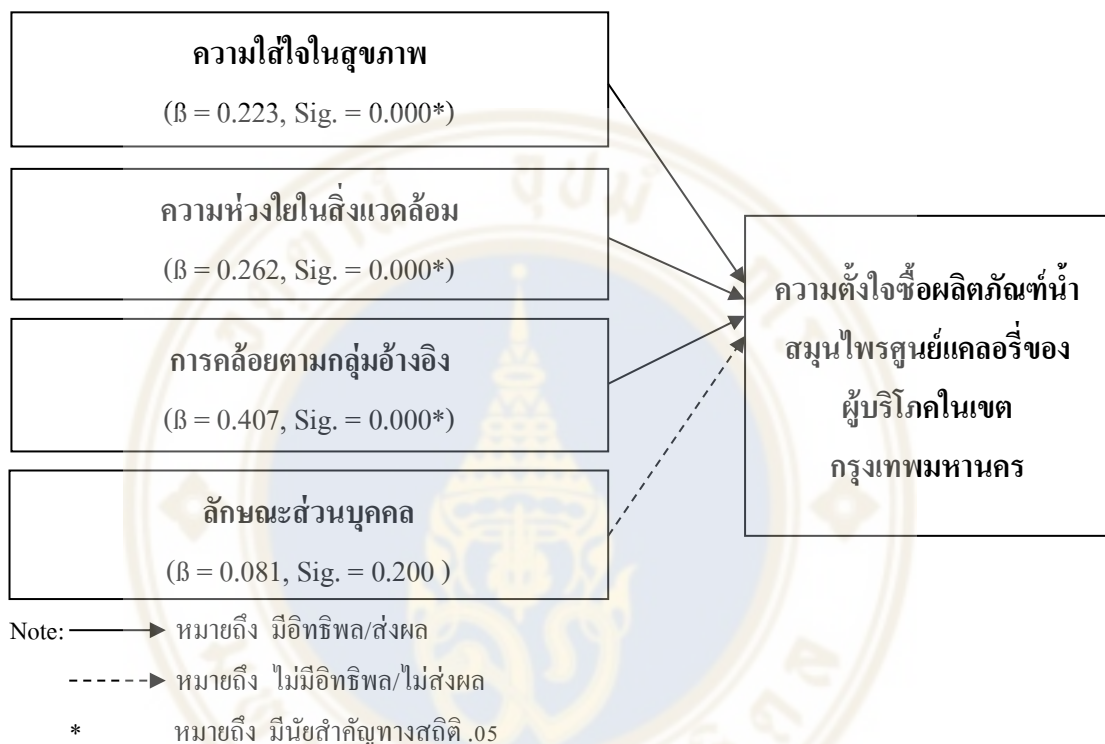 ความใส่ใจในสุขภาพ
(ß = 0.223, Sig. = 0.000*)
ความห่วงใยในสิ่งแวดล้อม
(ß = 0.262, Sig. = 0.000*)
การคล้อยตามกลุ่มอ้างอิง
(ß = 0.407, Sig. = 0.000*)
ลักษณะส่วนบุคคล
(ß = 0.081, Sig. = 0.200 )
ความตั้งใจซื้อผลิตภัณฑ์น้ำ
สมุนไพรศูนย์แคลอรี่ของ
ผู้บริโภคในเขต
กรุงเทพมหานคร
Note: หมายถึง มีอิทธิพล/ส่งผล
หมายถึง ไม่มีอิทธิพล/ไม่ส่งผล
* หมายถึง มีนัยสำคัญทางสถิติ .05